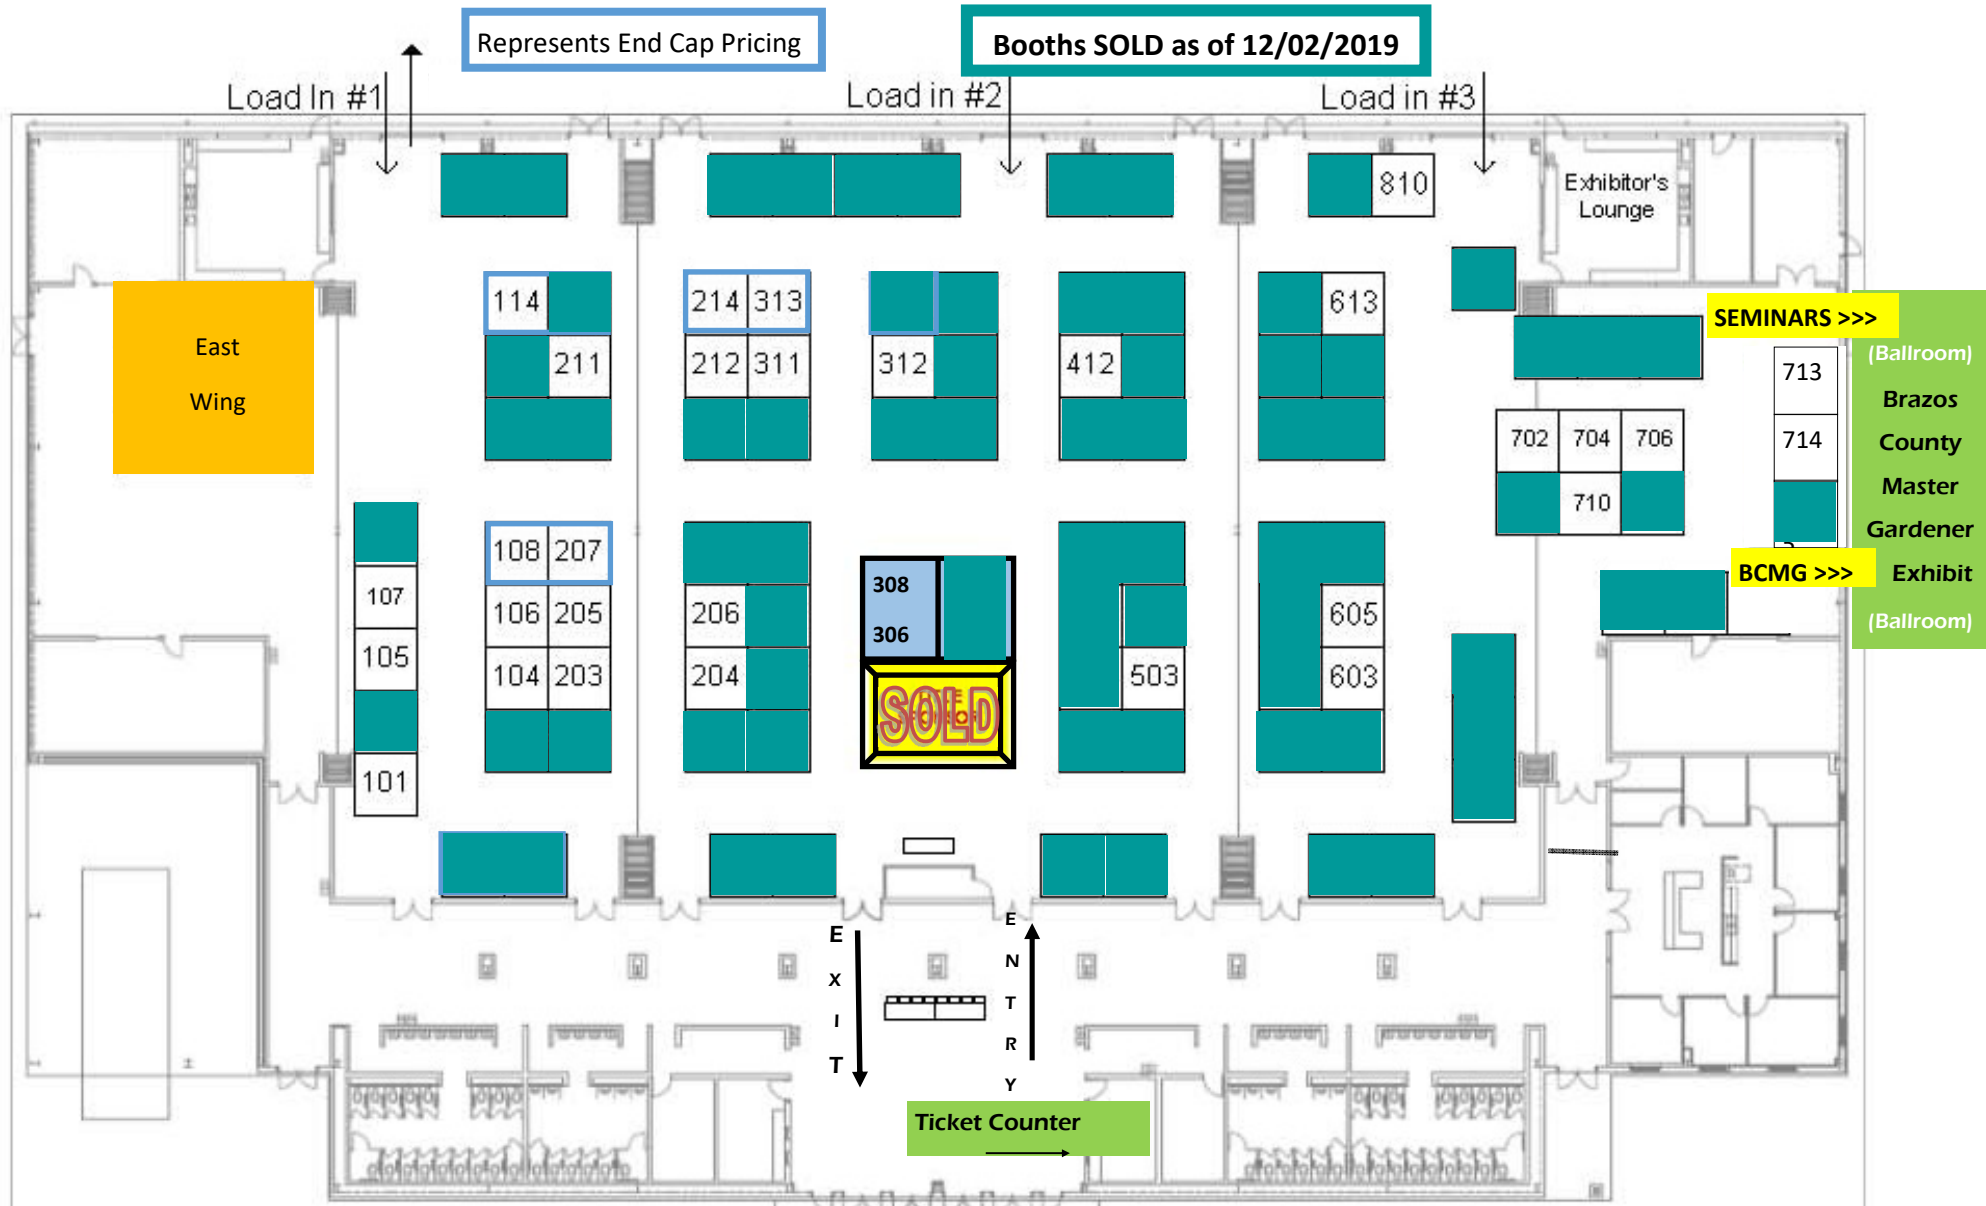 Represents End Cap Pricing
Booths SOLD as of 12/02/2019
Load In #1
Load in #2
Load in #3
810
Exhibitor's
Lounge
114
214 313
613
SEMINARS >>>
(Ballroom)
East
Wing
211
212 311
312
412
713
Brazos
702 704 706
714
County
Master
710
Gardener
108 207
308
BCMG >>>
Exhibit
107
106 205
206
306
605
(Ballroom)
105
104 203
204
503
603
SOLD
101
EXIT
ENTRY
Ticket Counter